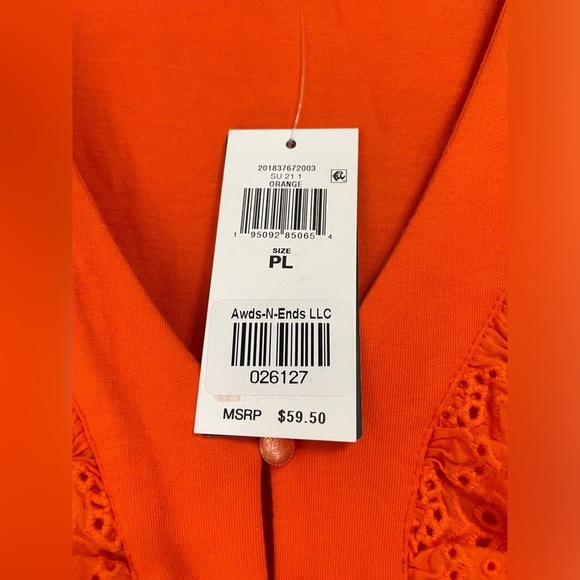 201837672003
SU 21 1
ORANGE
1 95092 85065 4
SIZE
PL
Awds-N-Ends LLC
026127
MSRP $59.50